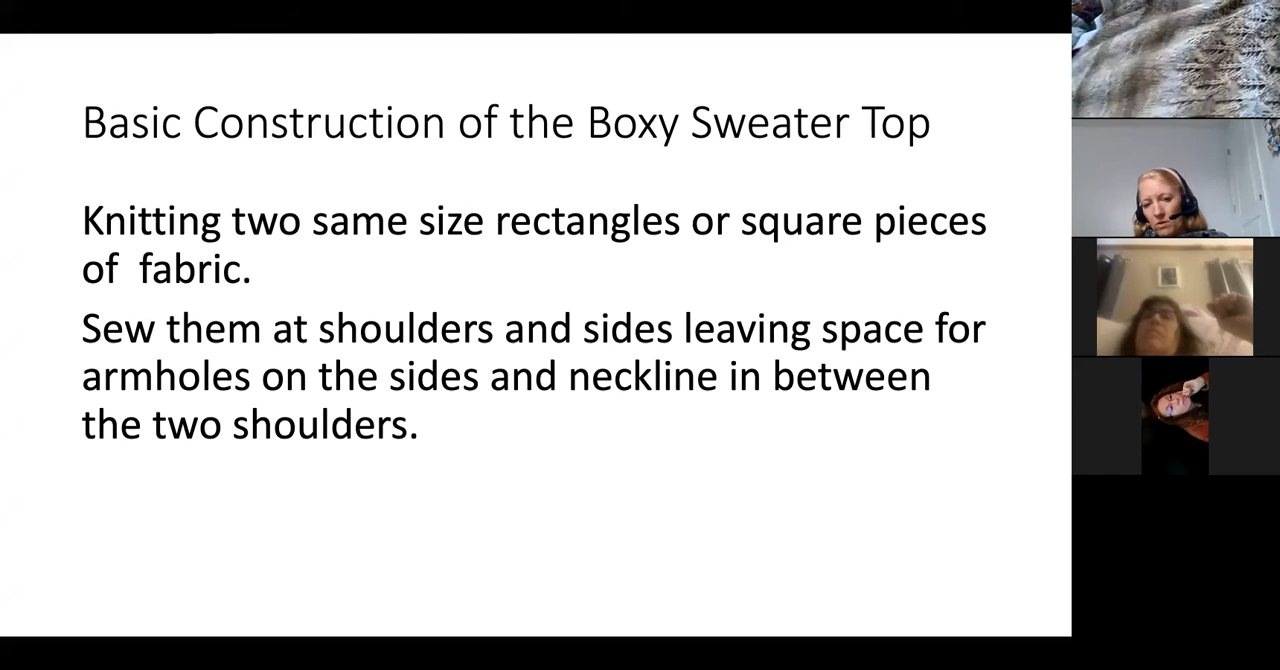 Basic Construction of the Boxy Sweater Top
Knitting two same size rectangles or square pieces
of  fabric.
Sew them at shoulders and sides leaving space for
armholes on the sides and neckline in between
the two shoulders.